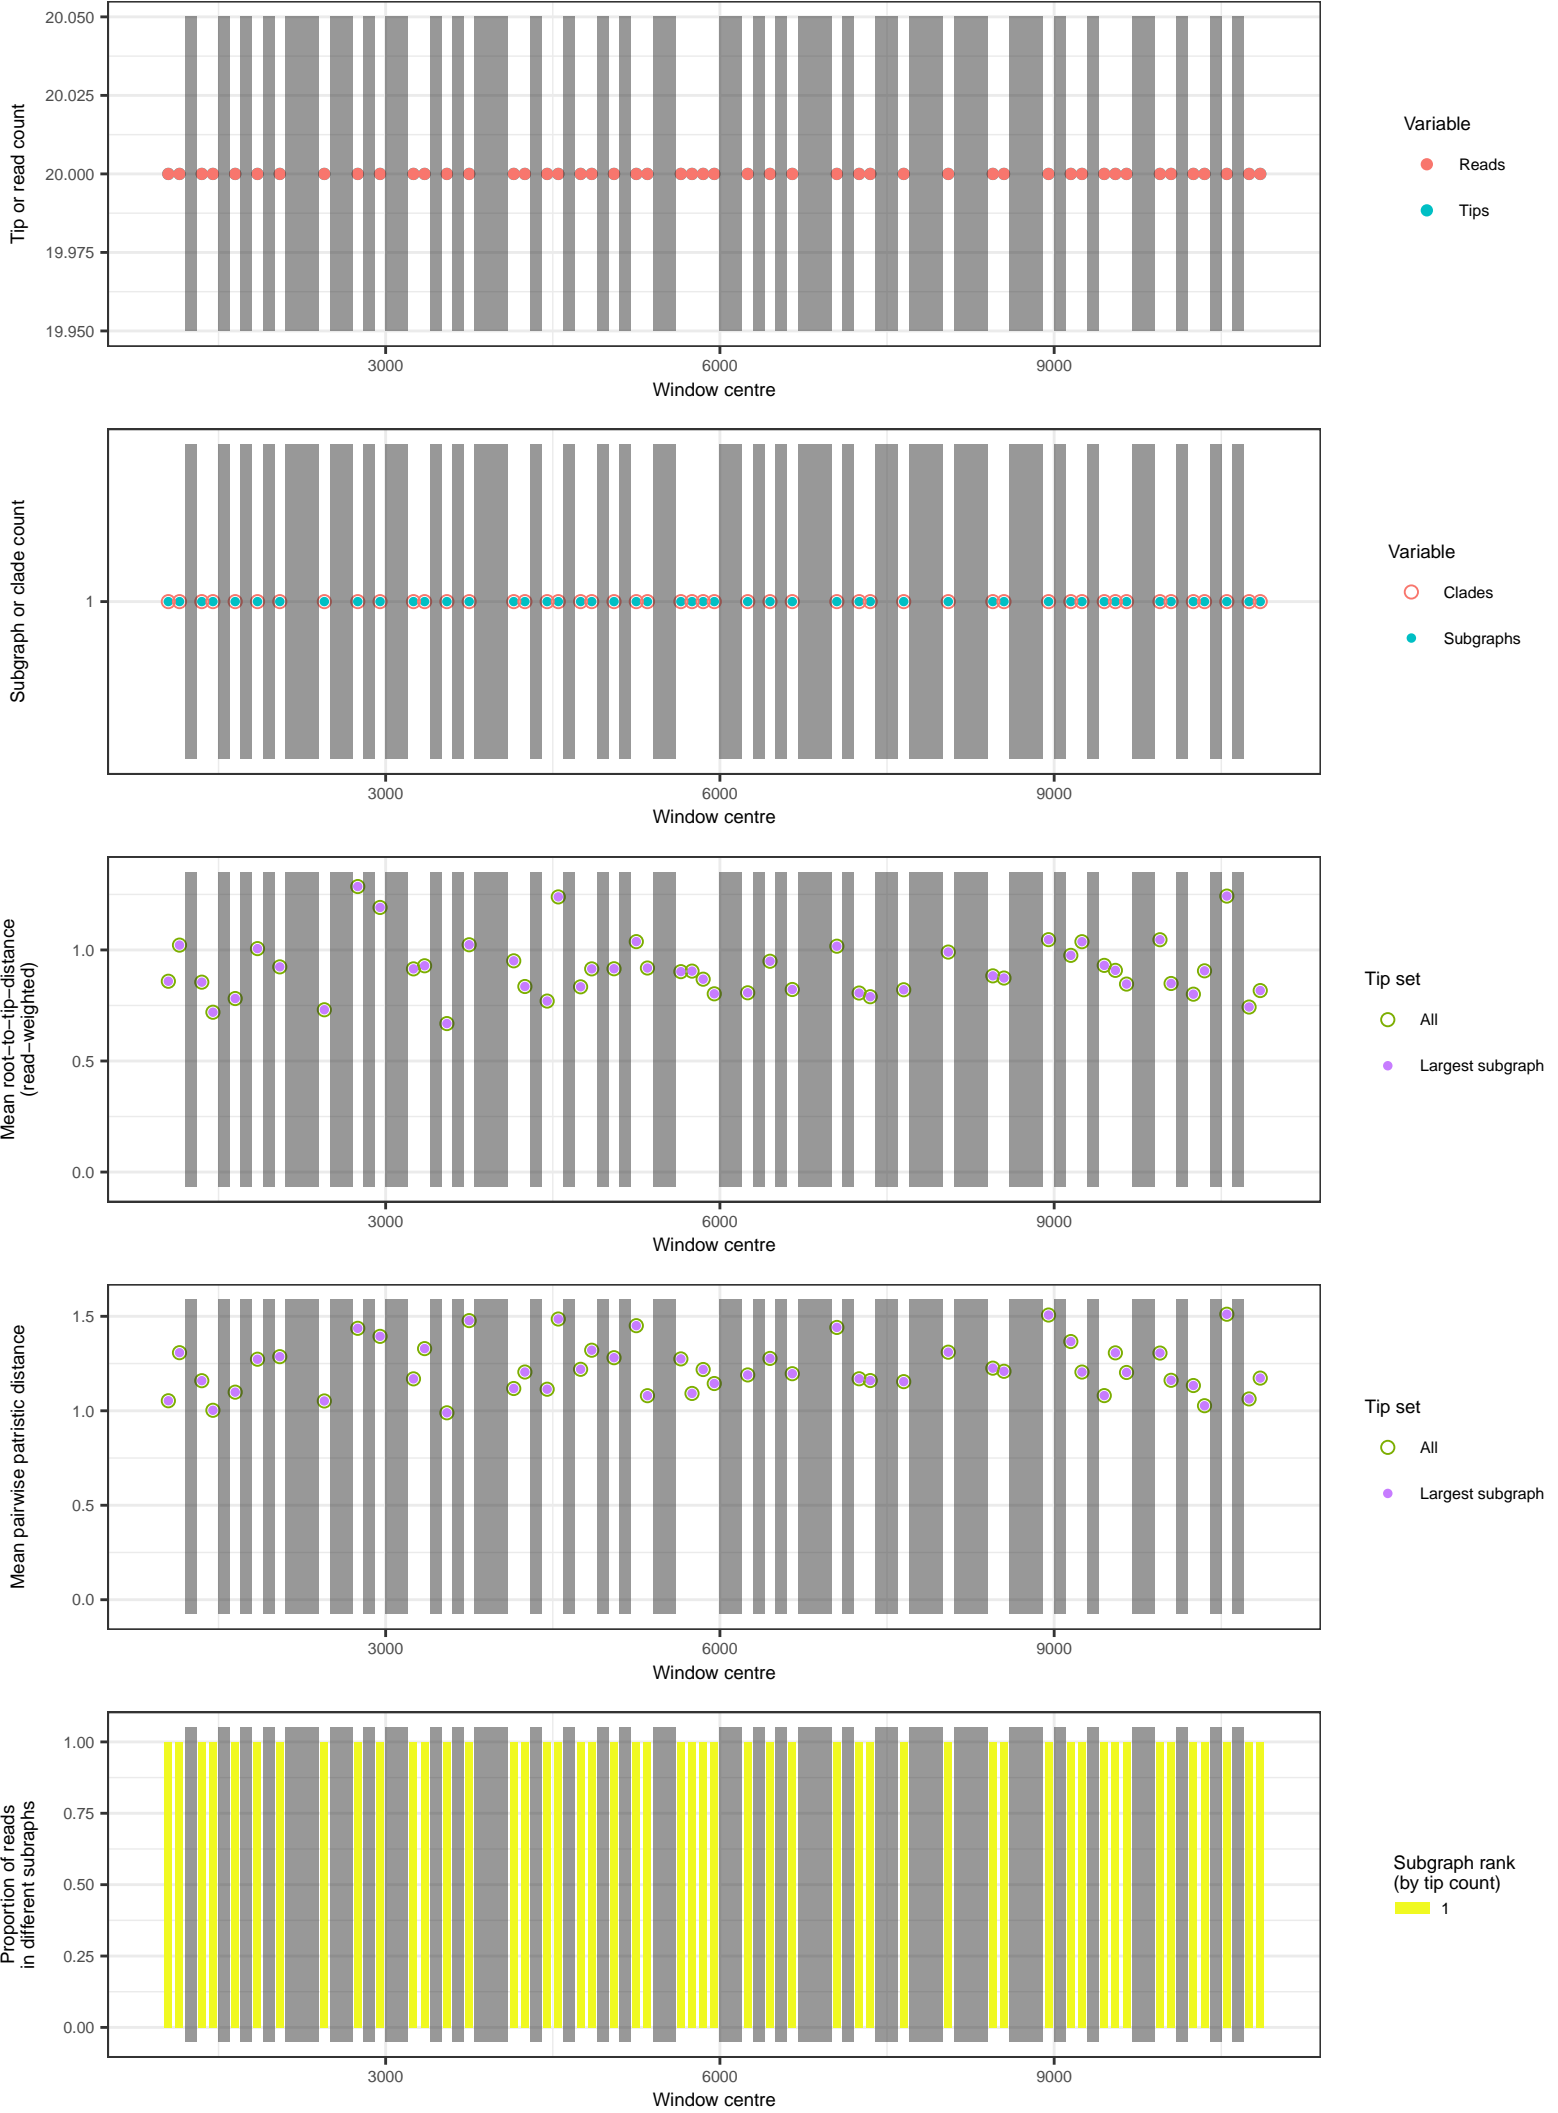 20.050
20.025
20.000
19.975
19.950
Tip or read count
3000
6000
9000
Window centre
Variable
Reads
Tips
1
Subgraph or clade count
3000
6000
9000
Window centre
Variable
Clades
Subgraphs
1.0
0.5
0.0
Mean root−to−tip−distance
(read−weighted)
3000
6000
9000
Window centre
Tip set
All
Largest subgraph
1.5
1.0
0.5
0.0
Mean pairwise patristic distance
3000
6000
9000
Window centre
Tip set
All
Largest subgraph
1.00
0.75
0.50
0.25
0.00
Proportion of reads
in different subraphs
3000
6000
9000
Window centre
Subgraph rank
(by tip count)
1